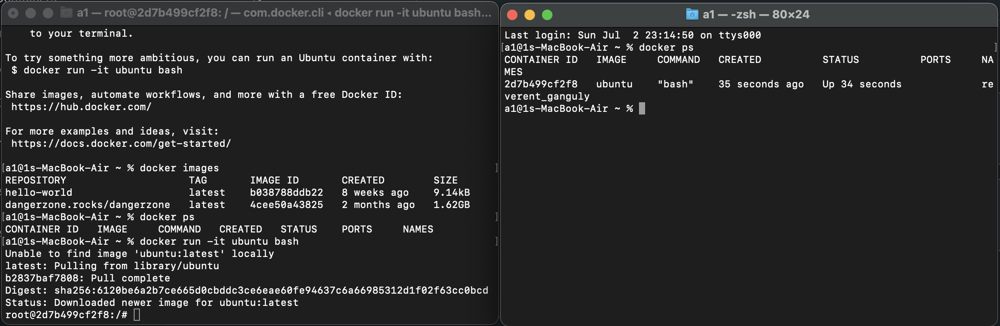 a1 — root@2d7b499cf2f8: / — com.docker.cli ◂ docker run -it ubuntu bash...
to your terminal.
To try something more ambitious, you can run an Ubuntu container with:
$ docker run -it ubuntu bash
Share images, automate workflows, and more with a free Docker ID:
https://hub.docker.com/
For more examples and ideas, visit:
https://docs.docker.com/get-started/
[a1@1s-MacBook-Air ~ % docker images ]
REPOSITORY TAG IMAGE ID CREATED SIZE
hello-world latest b038788ddb22 8 weeks ago 9.14kB
dangerzone.rocks/dangerzone latest 4cee50a43825 2 months ago 1.62GB
[a1@1s-MacBook-Air ~ % docker ps ]
CONTAINER ID IMAGE COMMAND CREATED STATUS PORTS NAMES
[a1@1s-MacBook-Air ~ % docker run -it ubuntu bash ]
Unable to find image 'ubuntu:latest' locally
latest: Pulling from library/ubuntu
b2837baf7808: Pull complete
Digest: sha256:6120be6a2b7ce665d0cbddc3ce6eae60fe94637c6a66985312d1f02f63cc0bcd
Status: Downloaded newer image for ubuntu:latest
root@2d7b499cf2f8:/#
a1 — -zsh — 80×24
Last login: Sun Jul  2 23:14:50 on ttys000
[a1@1s-MacBook-Air ~ % docker ps ]
CONTAINER ID IMAGE COMMAND CREATED STATUS PORTS NA
MES
2d7b499cf2f8 ubuntu "bash" 35 seconds ago Up 34 seconds re
verent_ganguly
a1@1s-MacBook-Air ~ %